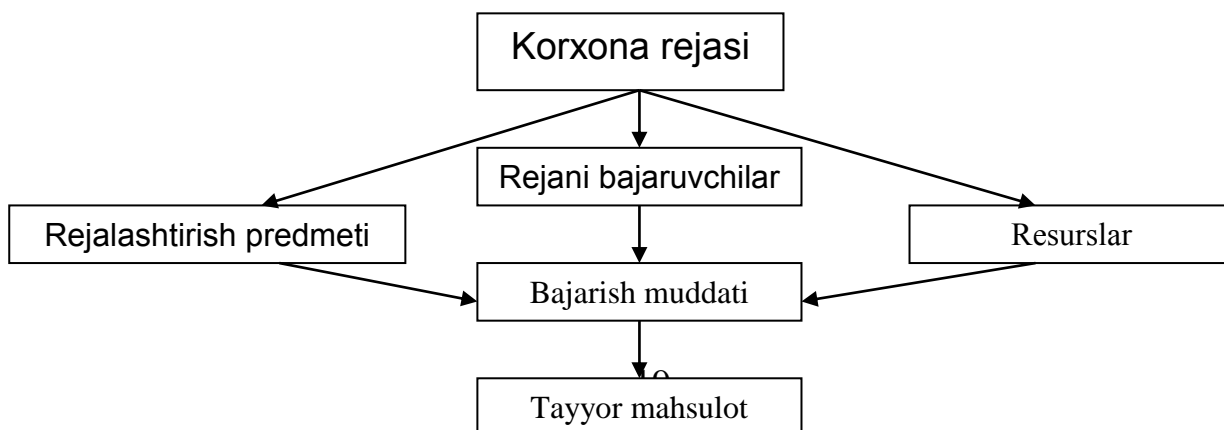 Korxona rejasi
Rejani bajaruvchilar
Rejalashtirish predmeti
Resurslar
Bajarish muddati
Tayyor mahsulot